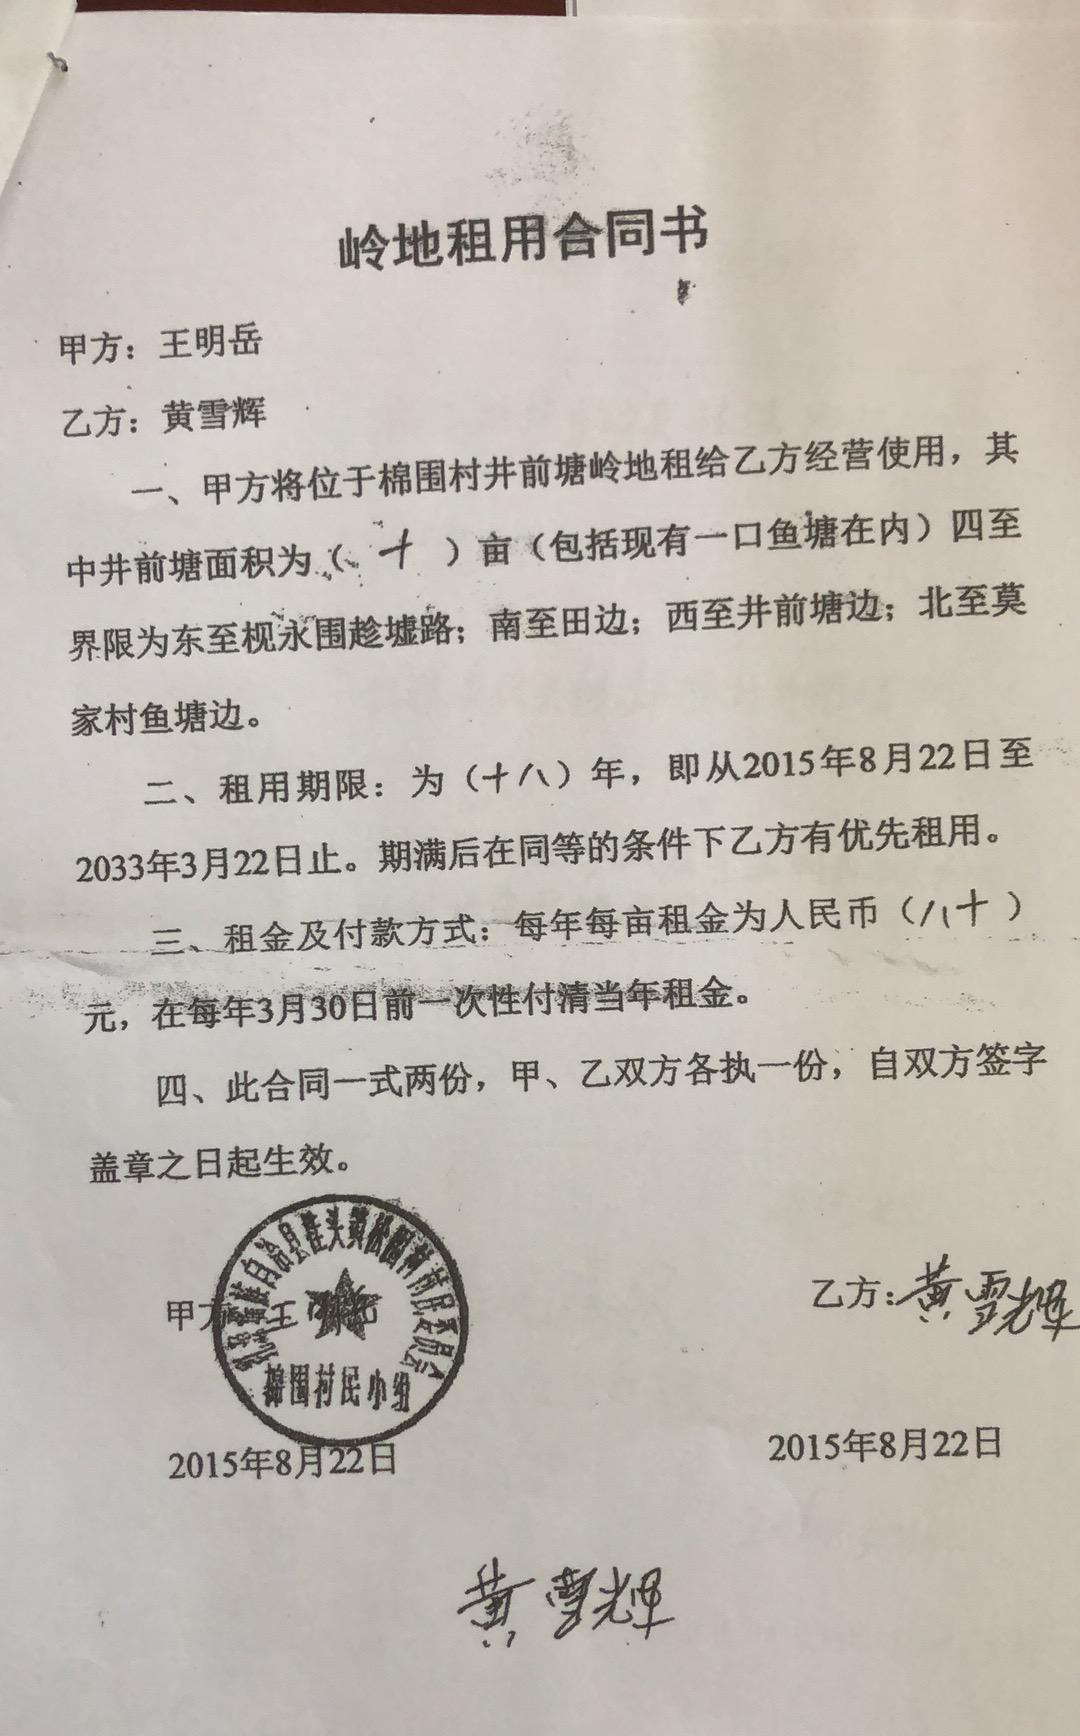 岭地租用合同书
甲方：王明岳
乙方：黄雪辉
一、甲方将位于棉围村井前塘岭地租给乙方经营使用，其
中井前塘面积为（十）亩（包括现有一口鱼塘在内）四至
界限为东至枧永围趁墟路；南至田边；西至井前塘边；北至莫
家村鱼塘边。
二、租用期限：为（十八）年，即从2015年8月22日至
2033年3月22日止。期满后在同等的条件下乙方有优先租用。
三、租金及付款方式：每年每亩租金为人民币（八十）
元，在每年3月30日前一次性付清当年租金。
四、此合同一式两份，甲、乙双方各执一份，自双方签字
盖章之日起生效。
自治县 头镇 村村民委员会
棉围村民小组
甲方 王
乙方：黄雪辉
2015年8月22日
2015年8月22日
黄雪辉